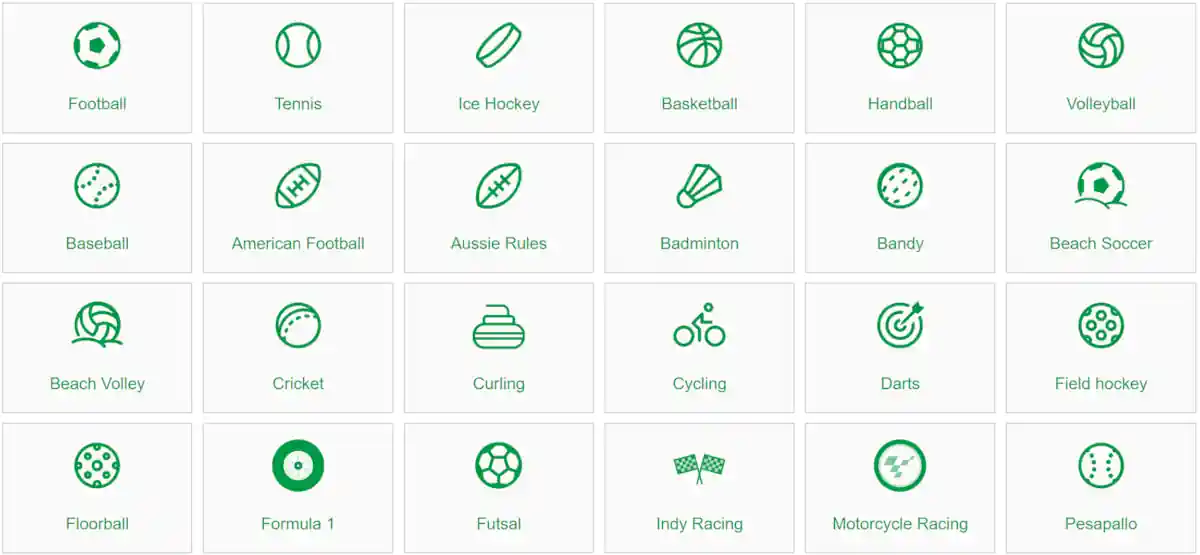 Football
Tennis
Ice Hockey
Basketball
Handball
Volleyball
Baseball
American Football
Aussie Rules
Badminton
Bandy
Beach Soccer
Beach Volley
Cricket
Curling
Cycling
Darts
Field hockey
Floorball
Formula 1
Futsal
Indy Racing
Motorcycle Racing
Pesapallo